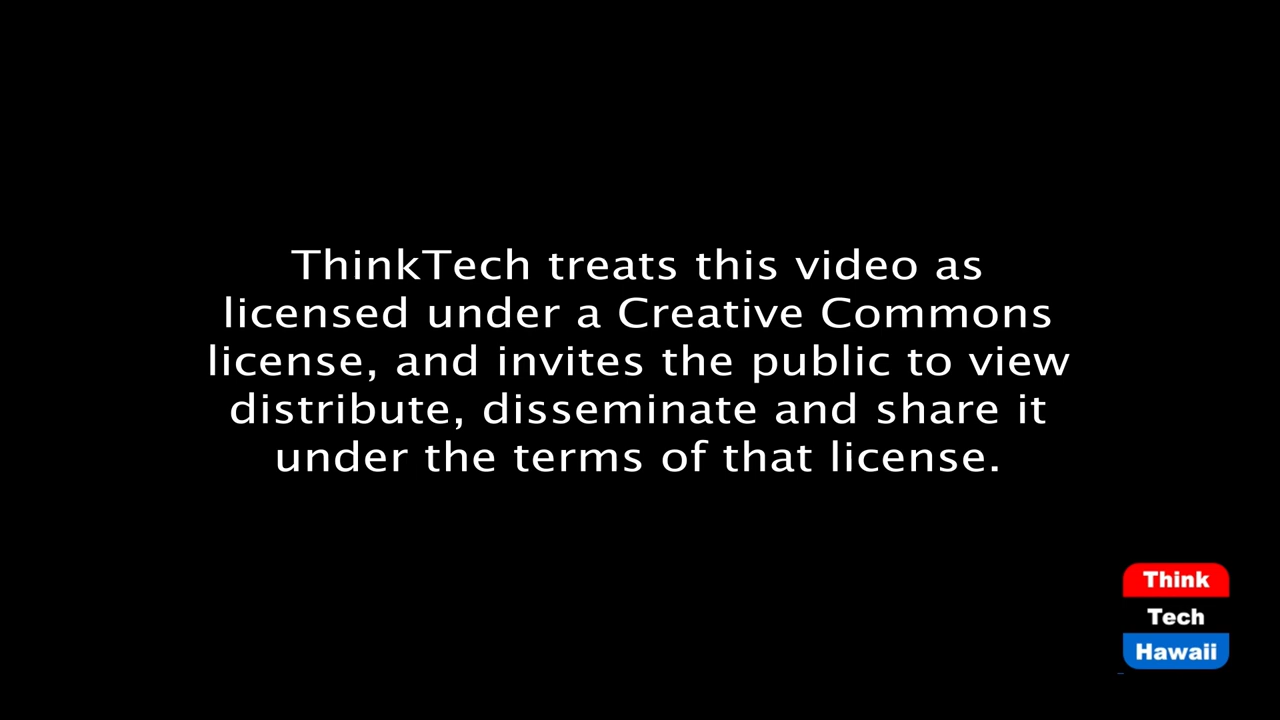 ThinkTech treats this video as
licensed under a Creative Commons
license, and invites the public to view
distribute, disseminate and share it
under the terms of that license.
Think
Tech
Hawaii